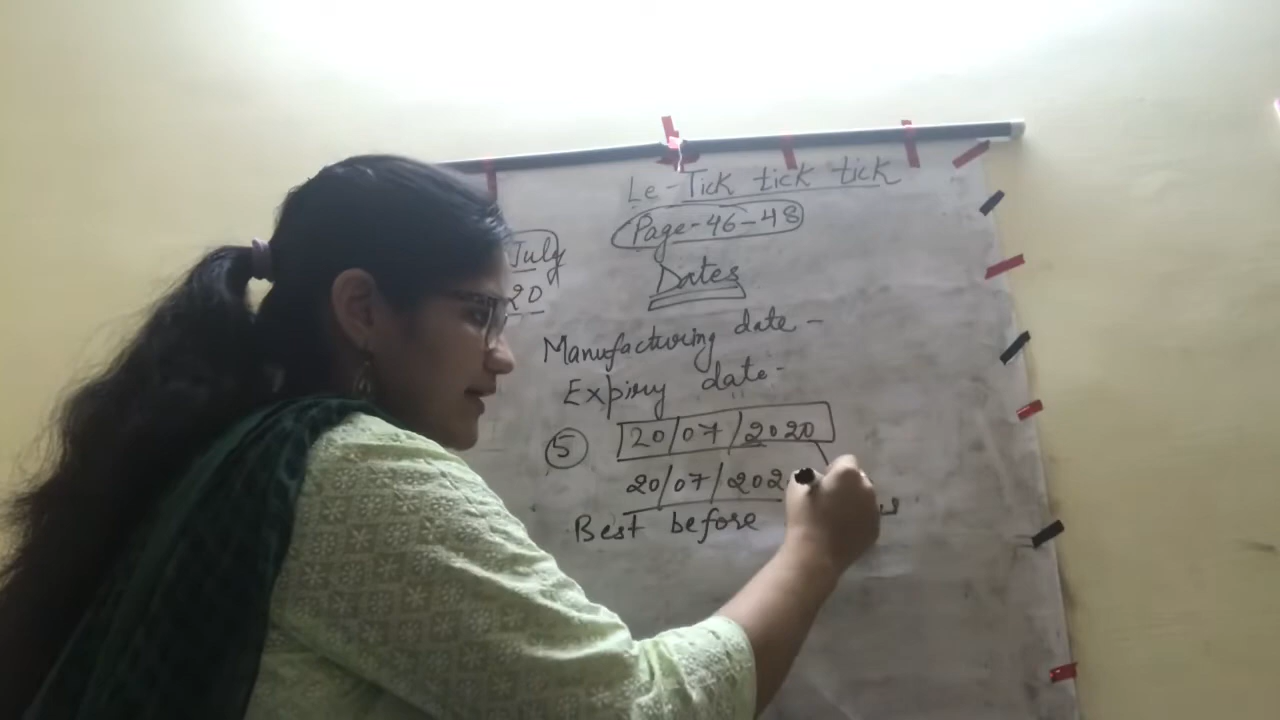 Le-Tick tick tick
Page-46-48
July
20
Dates
Manufacturing date -
Expiry date-
5 20/07/2020
20/07/202
Best before